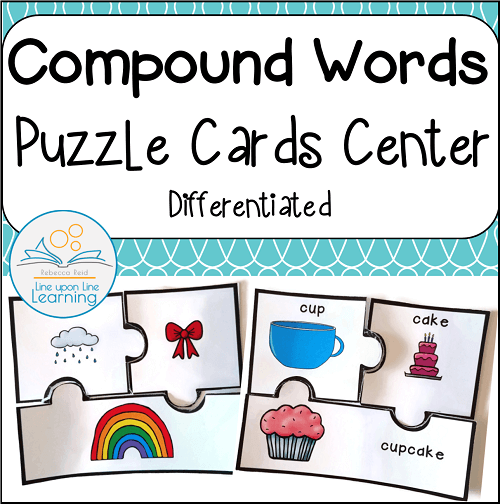 Compound Words
Puzzle Cards Center
Differentiated
Rebecca Reid
Line upon Line
Learning
cup
cake
cupcake